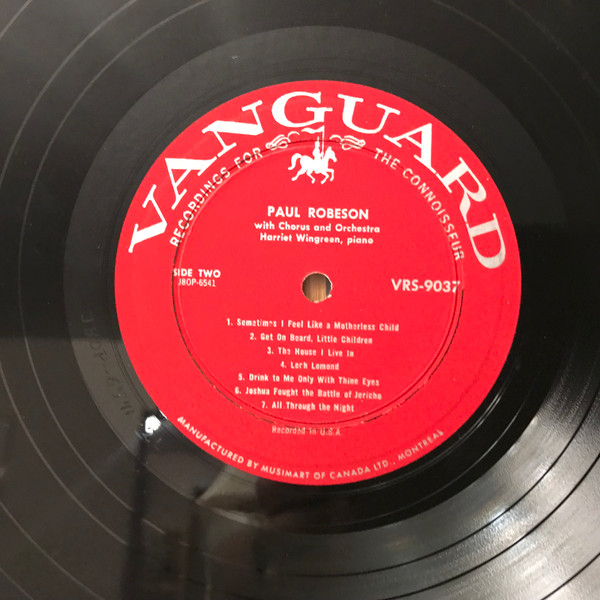 VANGUARD
RECORDINGS FOR THE CONNOISSEUR
PAUL ROBESON
with Chorus and Orchestra
Harriet Wingreen, piano
SIDE TWO
J8OP-6541
VRS-9037
1. Sometimes I Feel Like a Motherless Child
2. Get On Board, Little Children
3. The House I Live In
4. Loch Lomond
5. Drink to Me Only With Thine Eyes
6. Joshua Fought the Battle of Jericho
7. All Through the Night
Recorded in U.S.A.
MANUFACTURED BY MUSIMART OF CANADA LTD., MONTREAL